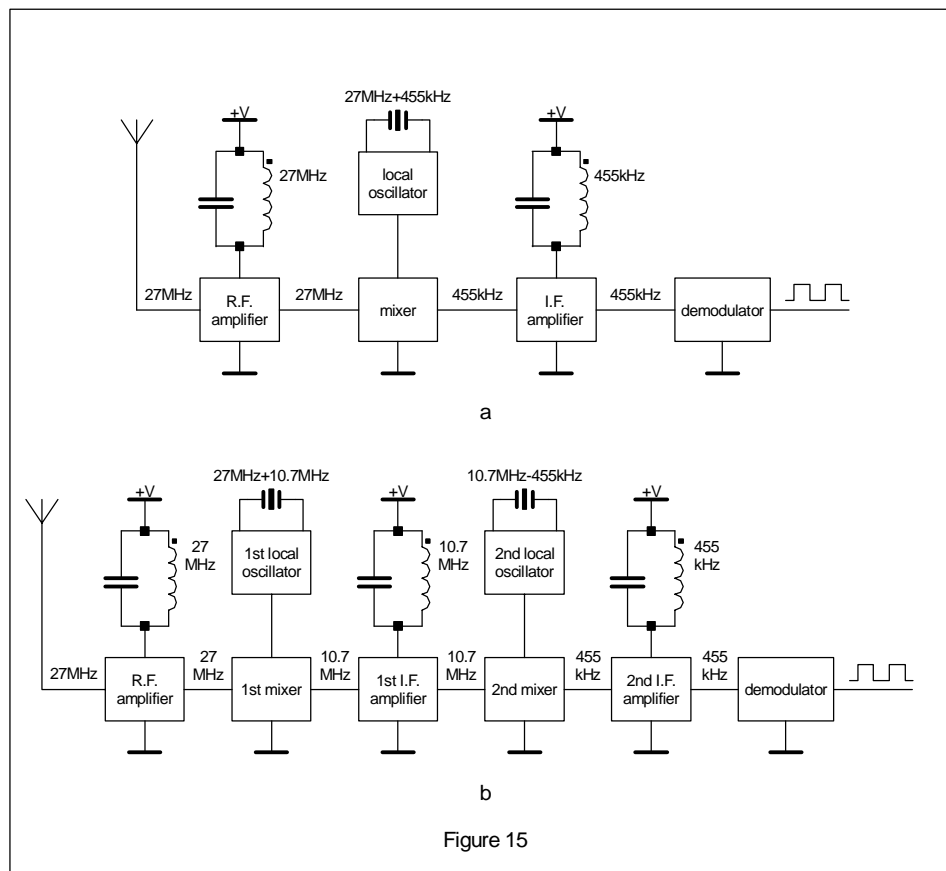 27MHz+455kHz
+V
+V
27MHz
local
oscillator
455kHz
27MHz
R.F.
amplifier
27MHz
mixer
455kHz
I.F.
amplifier
455kHz
demodulator
a
27MHz+10.7MHz
10.7MHz-455kHz
+V
+V
+V
27
MHz
1st local
oscillator
10.7
MHz
2nd local
oscillator
455
kHz
27MHz
R.F.
amplifier
27
MHz
1st mixer
10.7
MHz
1st I.F.
amplifier
10.7
MHz
2nd mixer
455
kHz
2nd I.F.
amplifier
455
kHz
demodulator
b
Figure 15